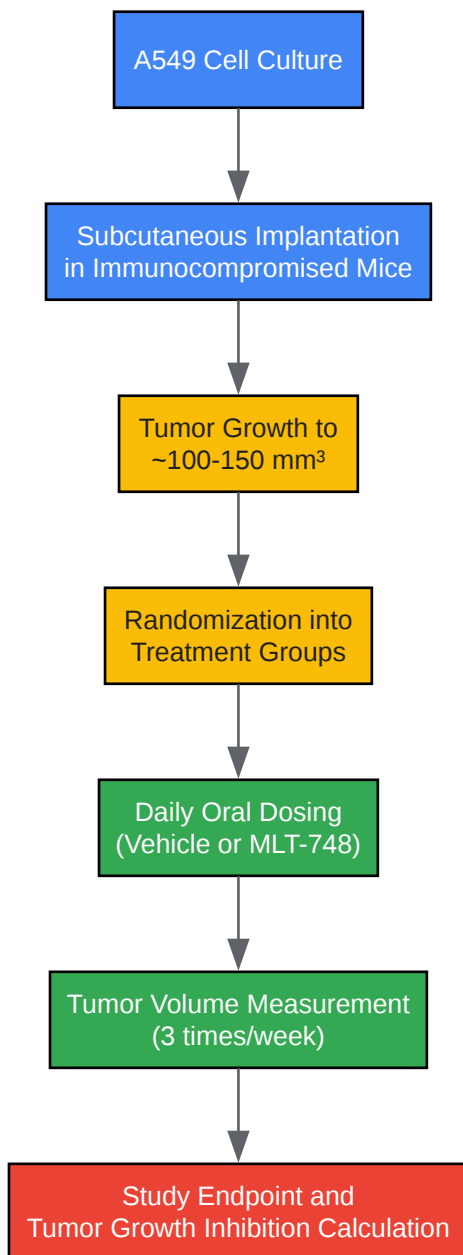 A549 Cell Culture
Subcutaneous Implantation
in Immunocompromised Mice
Tumor Growth to
~100-150 mm³
Randomization into
Treatment Groups
Daily Oral Dosing
(Vehicle or MLT-748)
Tumor Volume Measurement
(3 times/week)
Study Endpoint and
Tumor Growth Inhibition Calculation